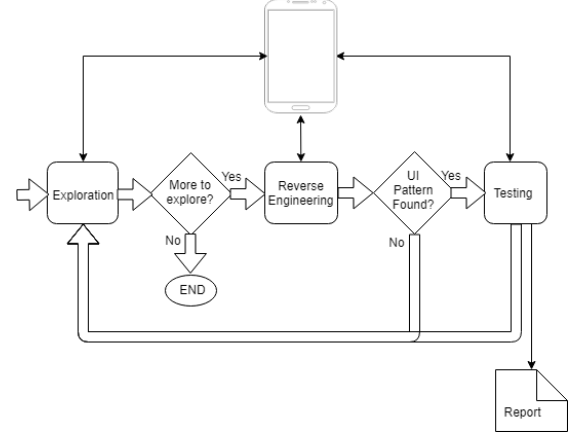 Exploration
More to
explore?
Yes
No
END
Reverse
Engineering
UI
Pattern
Found?
Yes
No
Testing
Report